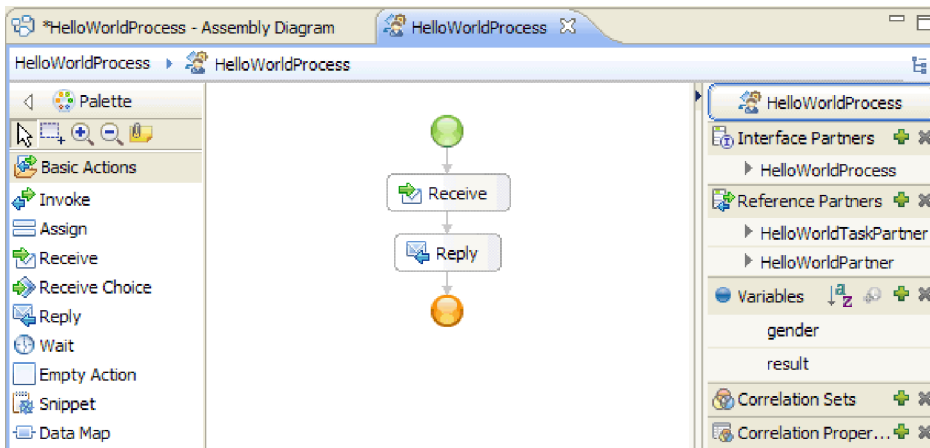 *HelloWorldProcess - Assembly Diagram
HelloWorldProcess
HelloWorldProcess
HelloWorldProcess
Palette
Basic Actions
Invoke
Assign
Receive
Receive Choice
Reply
Wait
Empty Action
Snippet
Data Map
Receive
Reply
HelloWorldProcess
Interface Partners
HelloWorldProcess
Reference Partners
HelloWorldTaskPartner
HelloWorldPartner
Variables
a
z
gender
result
Correlation Sets
Correlation Proper...